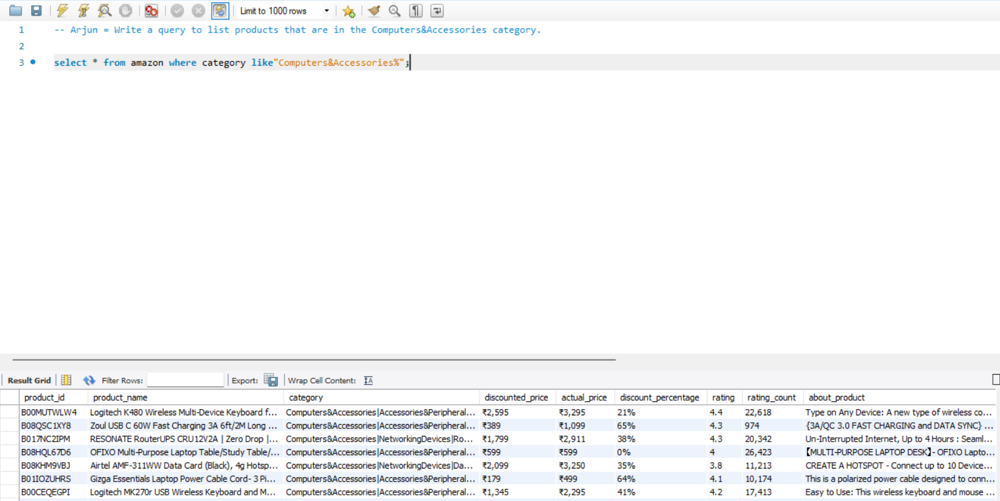 Limit to 1000 rows
1 -- Arjun = Write a query to list products that are in the Computers&Accessories category.
2
3 select * from amazon where category like"Computers&Accessories%";
Result Grid Filter Rows: Export: Wrap Cell Content:
product_id product_name category discounted_price actual_price discount_percentage rating rating_count about_product
B00MUTWLW4 Logitech K480 Wireless Multi-Device Keyboard f... Computers&Accessories|Accessories&Peripheral... ₹2,595 ₹3,295 21% 4.4 22,618 Type on Any Device: A new type of wireless co...
B08QSC1XY8 Zoul USB C 60W Fast Charging 3A 6ft/2M Long ... Computers&Accessories|Accessories&Peripheral... ₹389 ₹1,099 65% 4.3 974 {3A/QC 3.0 FAST CHARGING and DATA SYNC} ...
B017NC2IPM RESONATE RouterUPS CRU12V2A | Zero Drop |... Computers&Accessories|NetworkingDevices|Ro... ₹1,799 ₹2,911 38% 4.3 20,342 Un-Interrupted Internet, Up to 4 Hours : Seaml...
B08HQL67D6 OFIXO Multi-Purpose Laptop Table/Study Table/... Computers&Accessories|Accessories&Peripheral... ₹599 ₹599 0% 4 26,423 【MULTI-PURPOSE LAPTOP DESK】- OFIXO Lapto...
B08KHM9VBJ Airtel AMF-311WW Data Card (Black), 4g Hotsp... Computers&Accessories|NetworkingDevices|Da... ₹2,099 ₹3,250 35% 3.8 11,213 CREATE A HOTSPOT - Connect up to 10 Device...
B01IOZUHRS Gizga Essentials Laptop Power Cable Cord- 3 Pi... Computers&Accessories|Accessories&Peripheral... ₹179 ₹499 64% 4.1 10,174 This is a polarized power cable designed to conn...
B00CEQEGPI Logitech MK270r USB Wireless Keyboard and M... Computers&Accessories|Accessories&Peripheral... ₹1,345 ₹2,295 41% 4.2 17,413 Easy to Use: This wireless keyboard and mouse ...